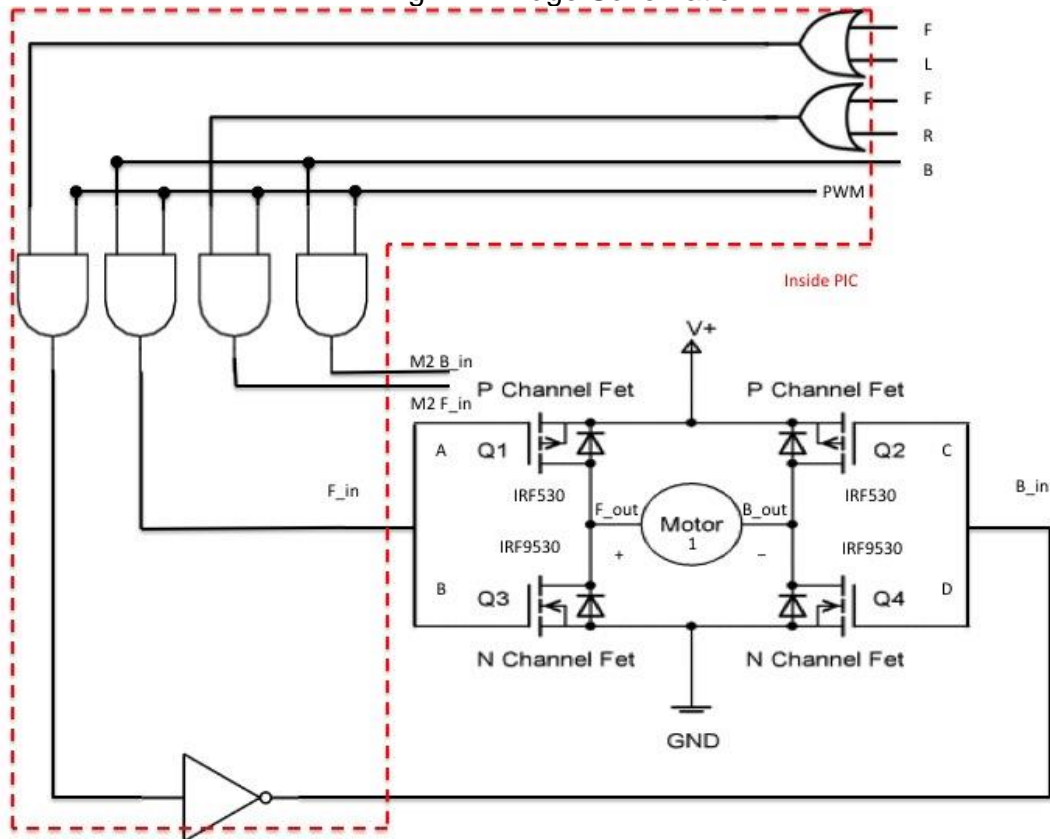 F
L
F
R
B
PWM
Inside PIC
M2 B_in
M2 F_in
V+
P Channel Fet
P Channel Fet
A
Q1
Q2
C
F_in
IRF530
IRF530
B_in
F_out
Motor
1
B_out
+
−
IRF9530
IRF9530
B
Q3
Q4
D
N Channel Fet
N Channel Fet
GND